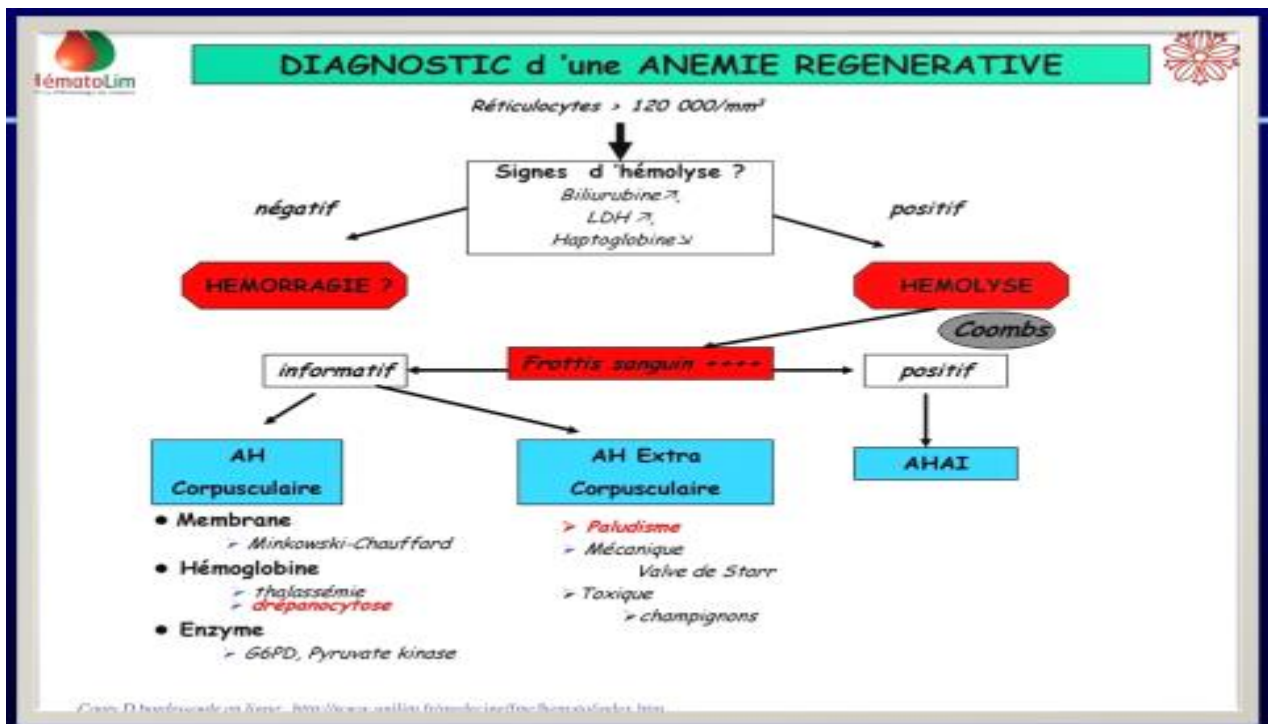 HématoLim
DIAGNOSTIC d 'une ANEMIE REGENERATIVE
Réticulocytes > 120 000/mm³
Signes d 'hémolyse ?
Biliurubine ↗,
LDH ↗,
Haptoglobine ↘
négatif
positif
HEMORRAGIE ?
HEMOLYSE
Coombs
informatif
Frottis sanguin ++++
positif
AH
Corpusculaire
AH Extra
Corpusculaire
AHAI
• Membrane
➢ Minkowski-Chauffard
• Hémoglobine
➢ thalassémie
➢ drépanocytose
• Enzyme
➢ G6PD, Pyruvate kinase
➢ Paludisme
➢ Mécanique
Valve de Starr
➢ Toxique
➢ champignons